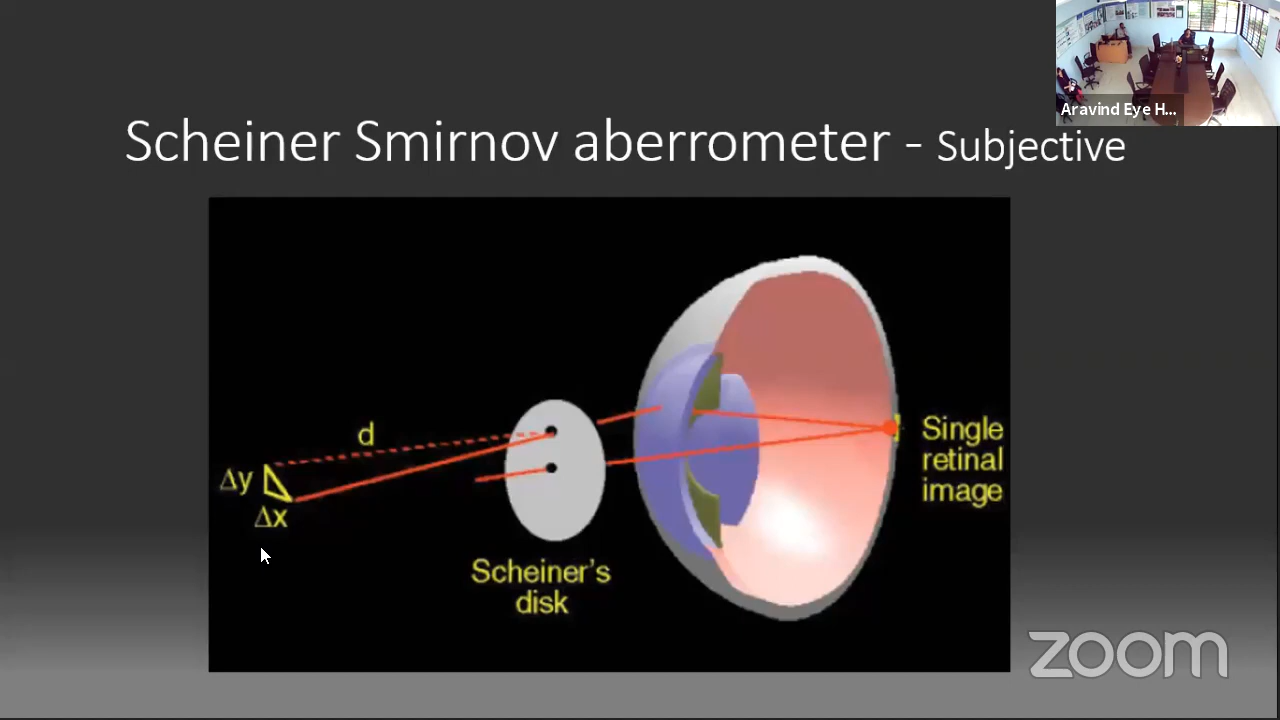 Aravind Eye H...
Scheiner Smirnov aberrometer - Subjective
d
Δy
Δx
Scheiner's
disk
Single
retinal
image
zoom